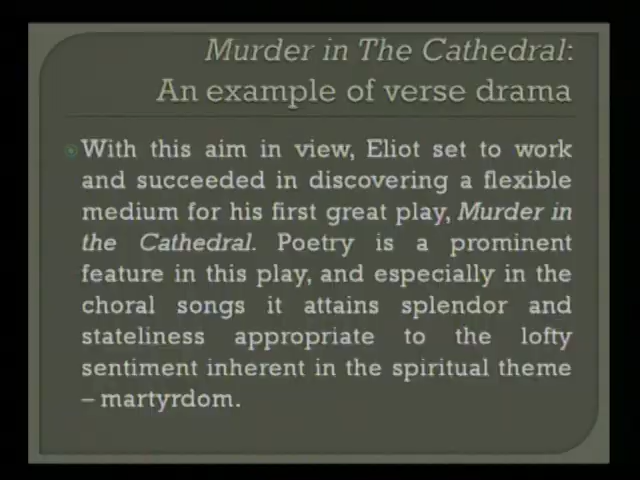 Murder in The Cathedral:
An example of verse drama
With this aim in view, Eliot set to work
and succeeded in discovering a flexible
medium for his first great play, Murder in
the Cathedral. Poetry is a prominent
feature in this play, and especially in the
choral songs it attains splendor and
stateliness appropriate to the lofty
sentiment inherent in the spiritual theme
– martyrdom.